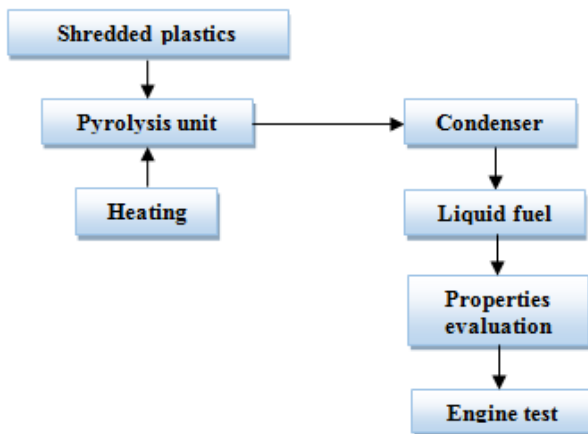 Shredded plastics
Pyrolysis unit
Condenser
Heating
Liquid fuel
Properties
evaluation
Engine test